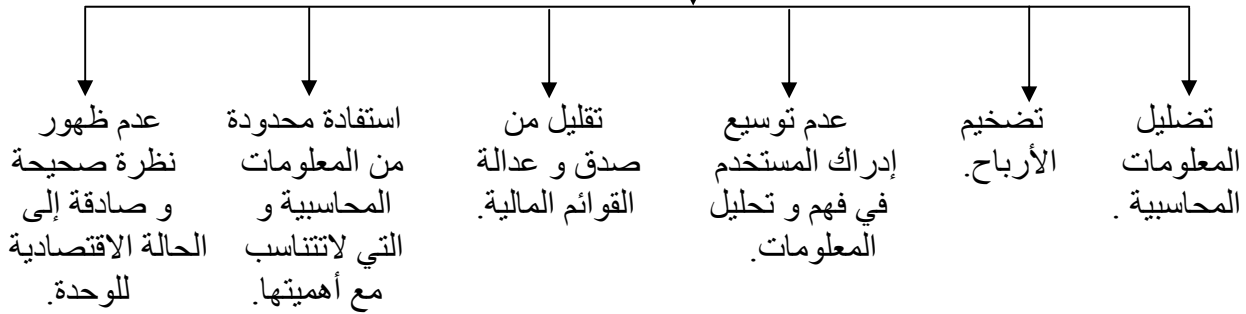 تضليل
المعلومات
المحاسبية .
تضخيم
الأرباح.
عدم توسيع
إدراك المستخدم
في فهم و تحليل
المعلومات.
تقليل من
صدق و عدالة
القوائم المالية.
استفادة محدودة
من المعلومات
المحاسبية و
التي لاتتناسب
مع أهميتها.
عدم ظهور
نظرة صحيحة
و صادقة إلى
الحالة الاقتصادية
للوحدة.